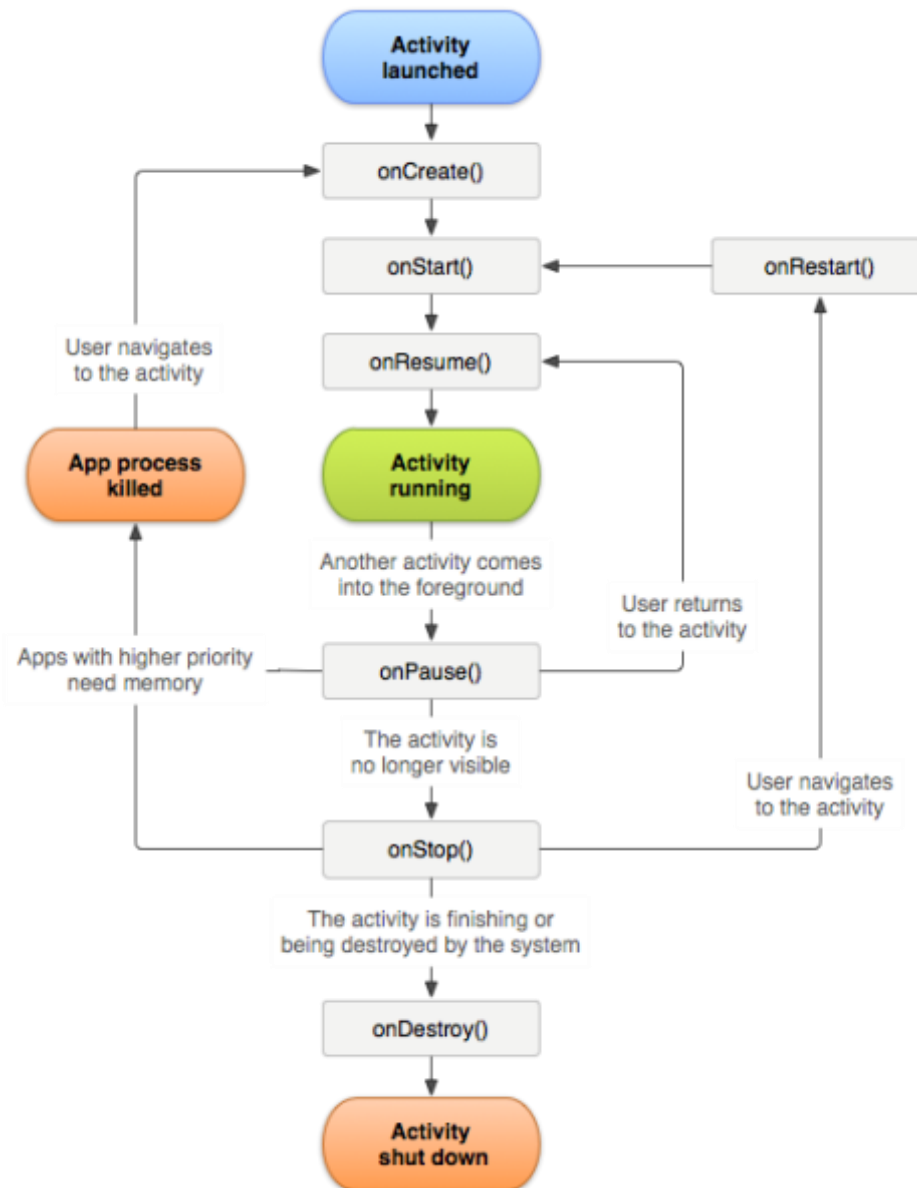 Activity
launched
onCreate()
onStart()
onRestart()
onResume()
User navigates
to the activity
App process
killed
Activity
running
Another activity comes
into the foreground
User returns
to the activity
Apps with higher priority
need memory
onPause()
The activity is
no longer visible
User navigates
to the activity
onStop()
The activity is finishing or
being destroyed by the system
onDestroy()
Activity
shut down